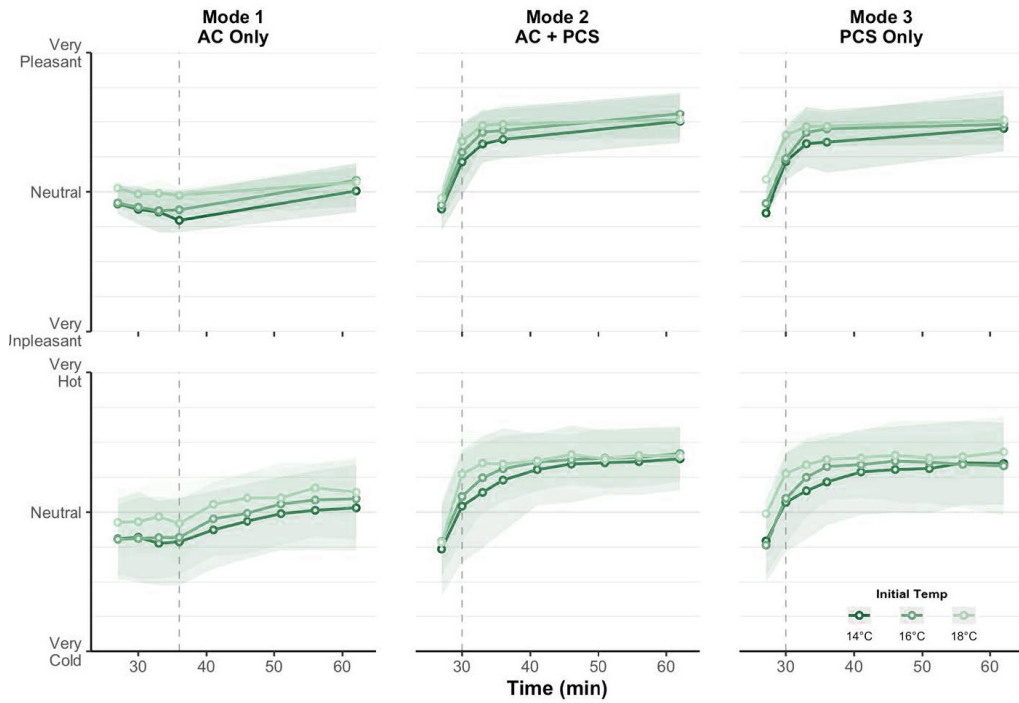 Mode 1
AC Only
Mode 2
AC + PCS
Mode 3
PCS Only
Very
Pleasant
Neutral
Very
Inpleasant
Very
Hot
Neutral
Very
Cold
Initial Temp
14°C 16°C 18°C
30 40 50 60
30 40 50 60
30 40 50 60
Time (min)